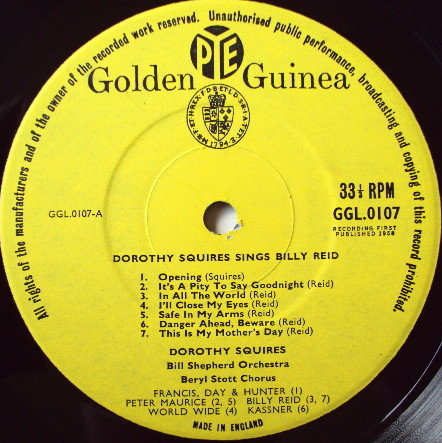 All rights of the manufacturers and of the owner of the recorded work reserved. Unauthorised public performance, broadcasting and copying of this record prohibited.
PYE
Golden Guinea
1794
33⅓ RPM
GGL.0107-A
GGL.0107
RECORDING FIRST
PUBLISHED 1958
DOROTHY SQUIRES SINGS BILLY REID
1. Opening (Squires)
2. It's A Pity To Say Goodnight (Reid)
3. In All The World (Reid)
4. I'll Close My Eyes (Reid)
5. Safe In My Arms (Reid)
6. Danger Ahead, Beware (Reid)
7. This Is My Mother's Day (Reid)
DOROTHY SQUIRES
Bill Shepherd Orchestra
Beryl Stott Chorus
FRANCIS, DAY & HUNTER (1)
PETER MAURICE (2, 5) BILLY REID (3, 7)
WORLD WIDE (4) KASSNER (6)
MADE IN ENGLAND